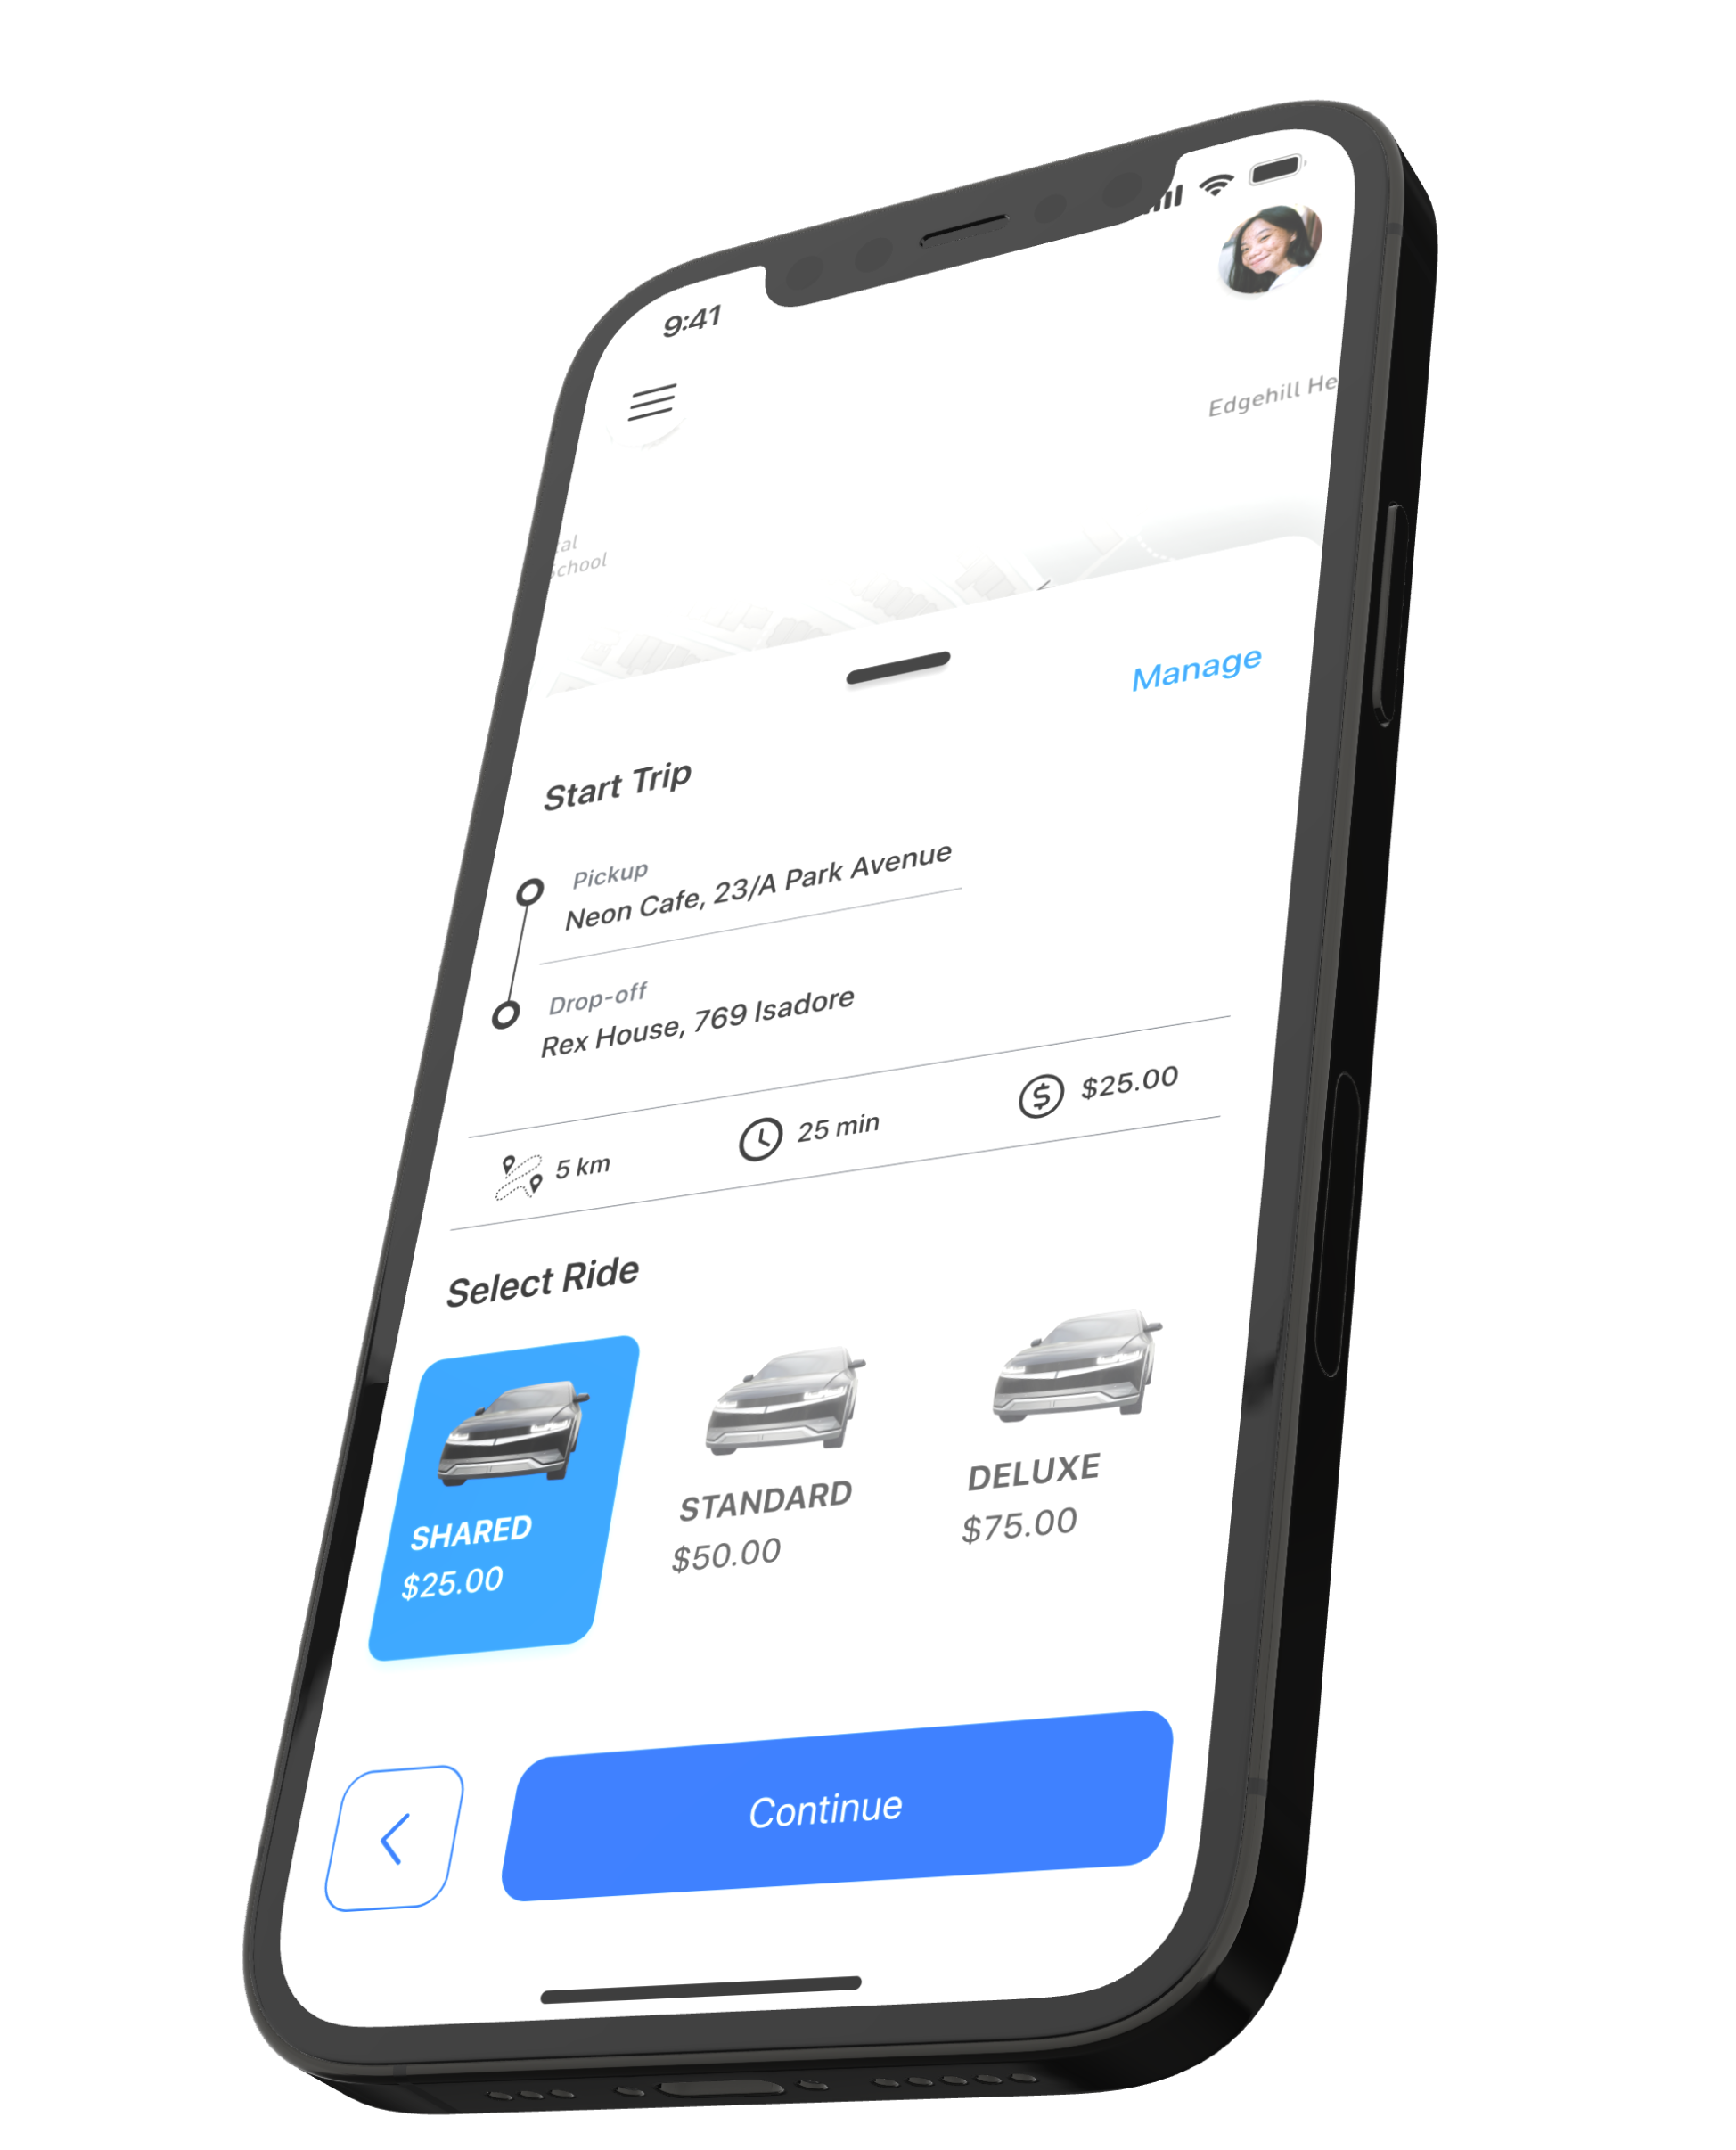 9:41
Edgehill He
al
School
Manage
Start Trip
Pickup
Neon Cafe, 23/A Park Avenue
Drop-off
Rex House, 769 Isadore
5 km
25 min
$25.00
Select Ride
SHARED
$25.00
STANDARD
$50.00
DELUXE
$75.00
Continue